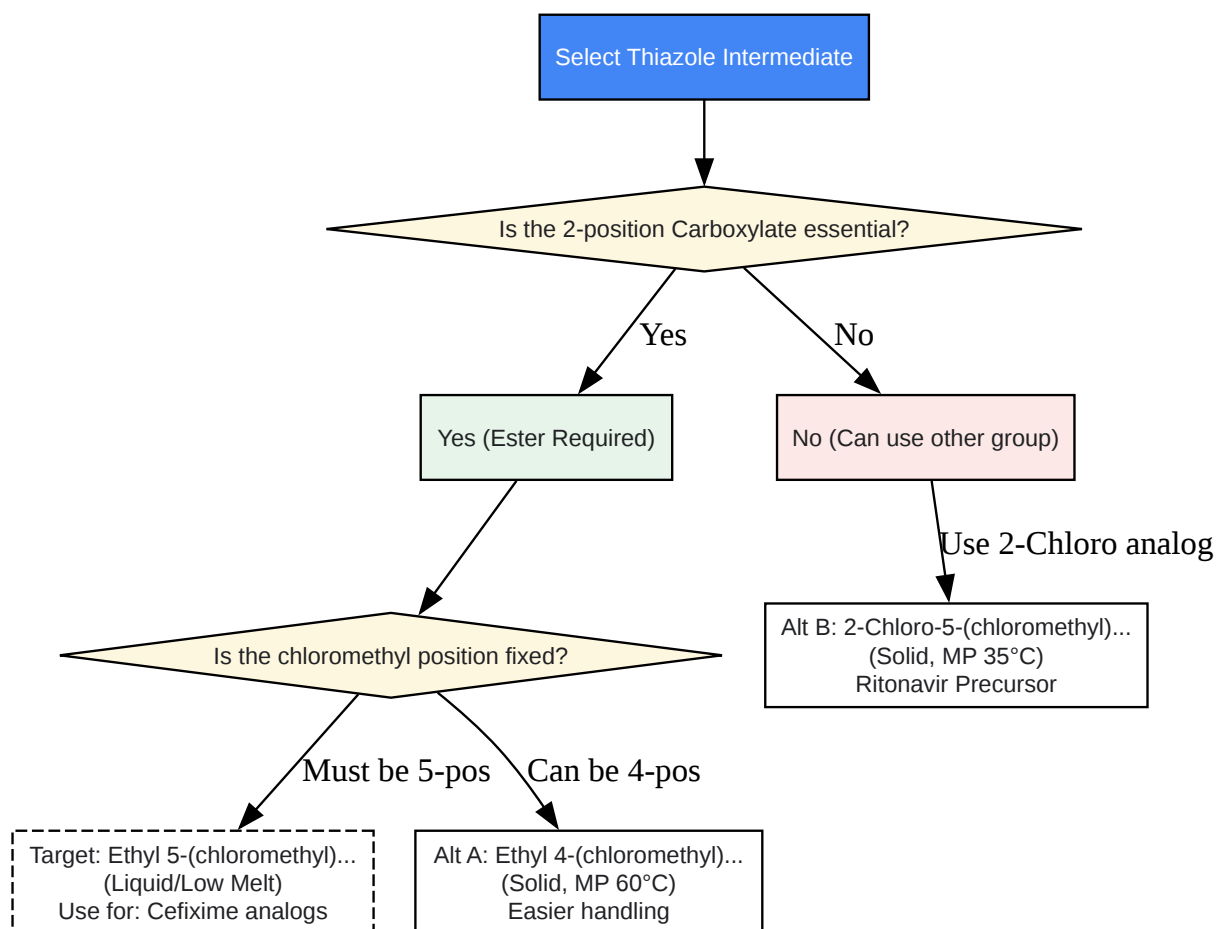 Select Thiazole Intermediate
Is the 2-position Carboxylate essential?
Yes
No
Yes (Ester Required)
No (Can use other group)
Use 2-Chloro analog
Alt B: 2-Chloro-5-(chloromethyl)...
(Solid, MP 35°C)
Ritonavir Precursor
Is the chloromethyl position fixed?
Must be 5-pos
Can be 4-pos
Target: Ethyl 5-(chloromethyl)...
(Liquid/Low Melt)
Use for: Cefixime analogs
Alt A: Ethyl 4-(chloromethyl)...
(Solid, MP 60°C)
Easier handling